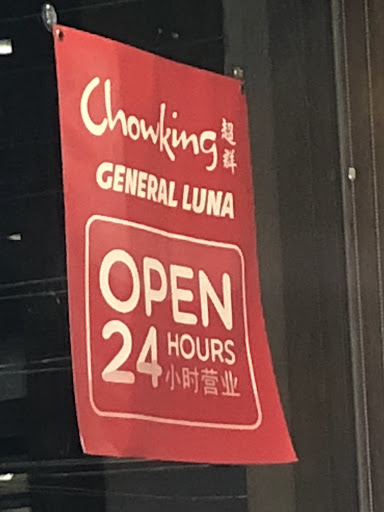 Chowking 超群
GENERAL LUNA
OPEN
24 HOURS
小时营业